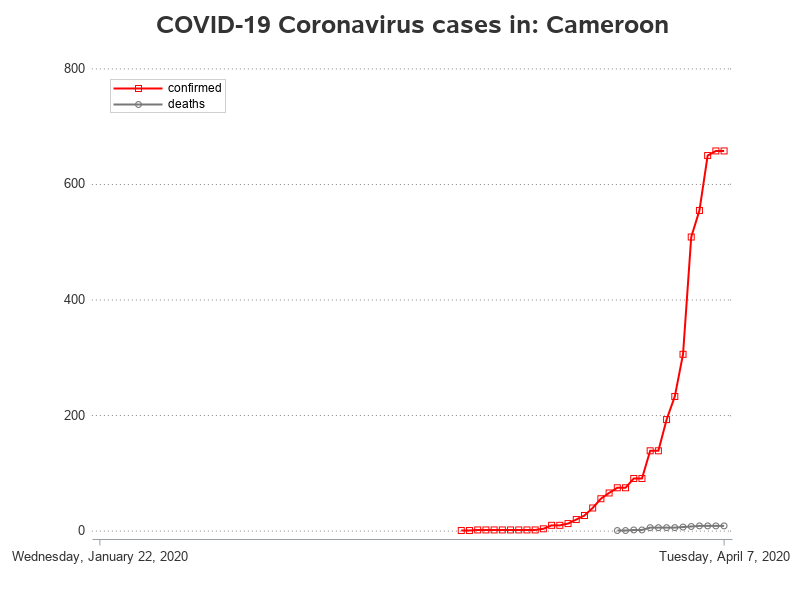 COVID-19 Coronavirus cases in: Cameroon
800
confirmed
deaths
600
400
200
0
Wednesday, January 22, 2020
Tuesday, April 7, 2020